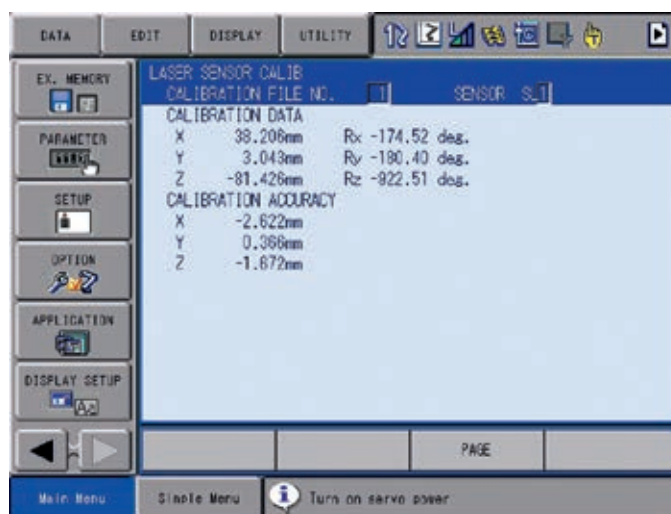 DATA EDIT DISPLAY UTILITY
EX. MEMORY
PARAMETER
SETUP
OPTION
APPLICATION
DISPLAY SETUP
LASER SENSOR CALIB
CALIBRATION FILE NO. 1 SENSOR SL1
CALIBRATION DATA
X 38.206mm Rx -174.52 deg.
Y 3.043mm Ry -180.40 deg.
Z -81.426mm Rz -922.51 deg.
CALIBRATION ACCURACY
X -2.622mm
Y 0.366mm
Z -1.672mm
PAGE
Main Menu Simple Menu Turn on servo power